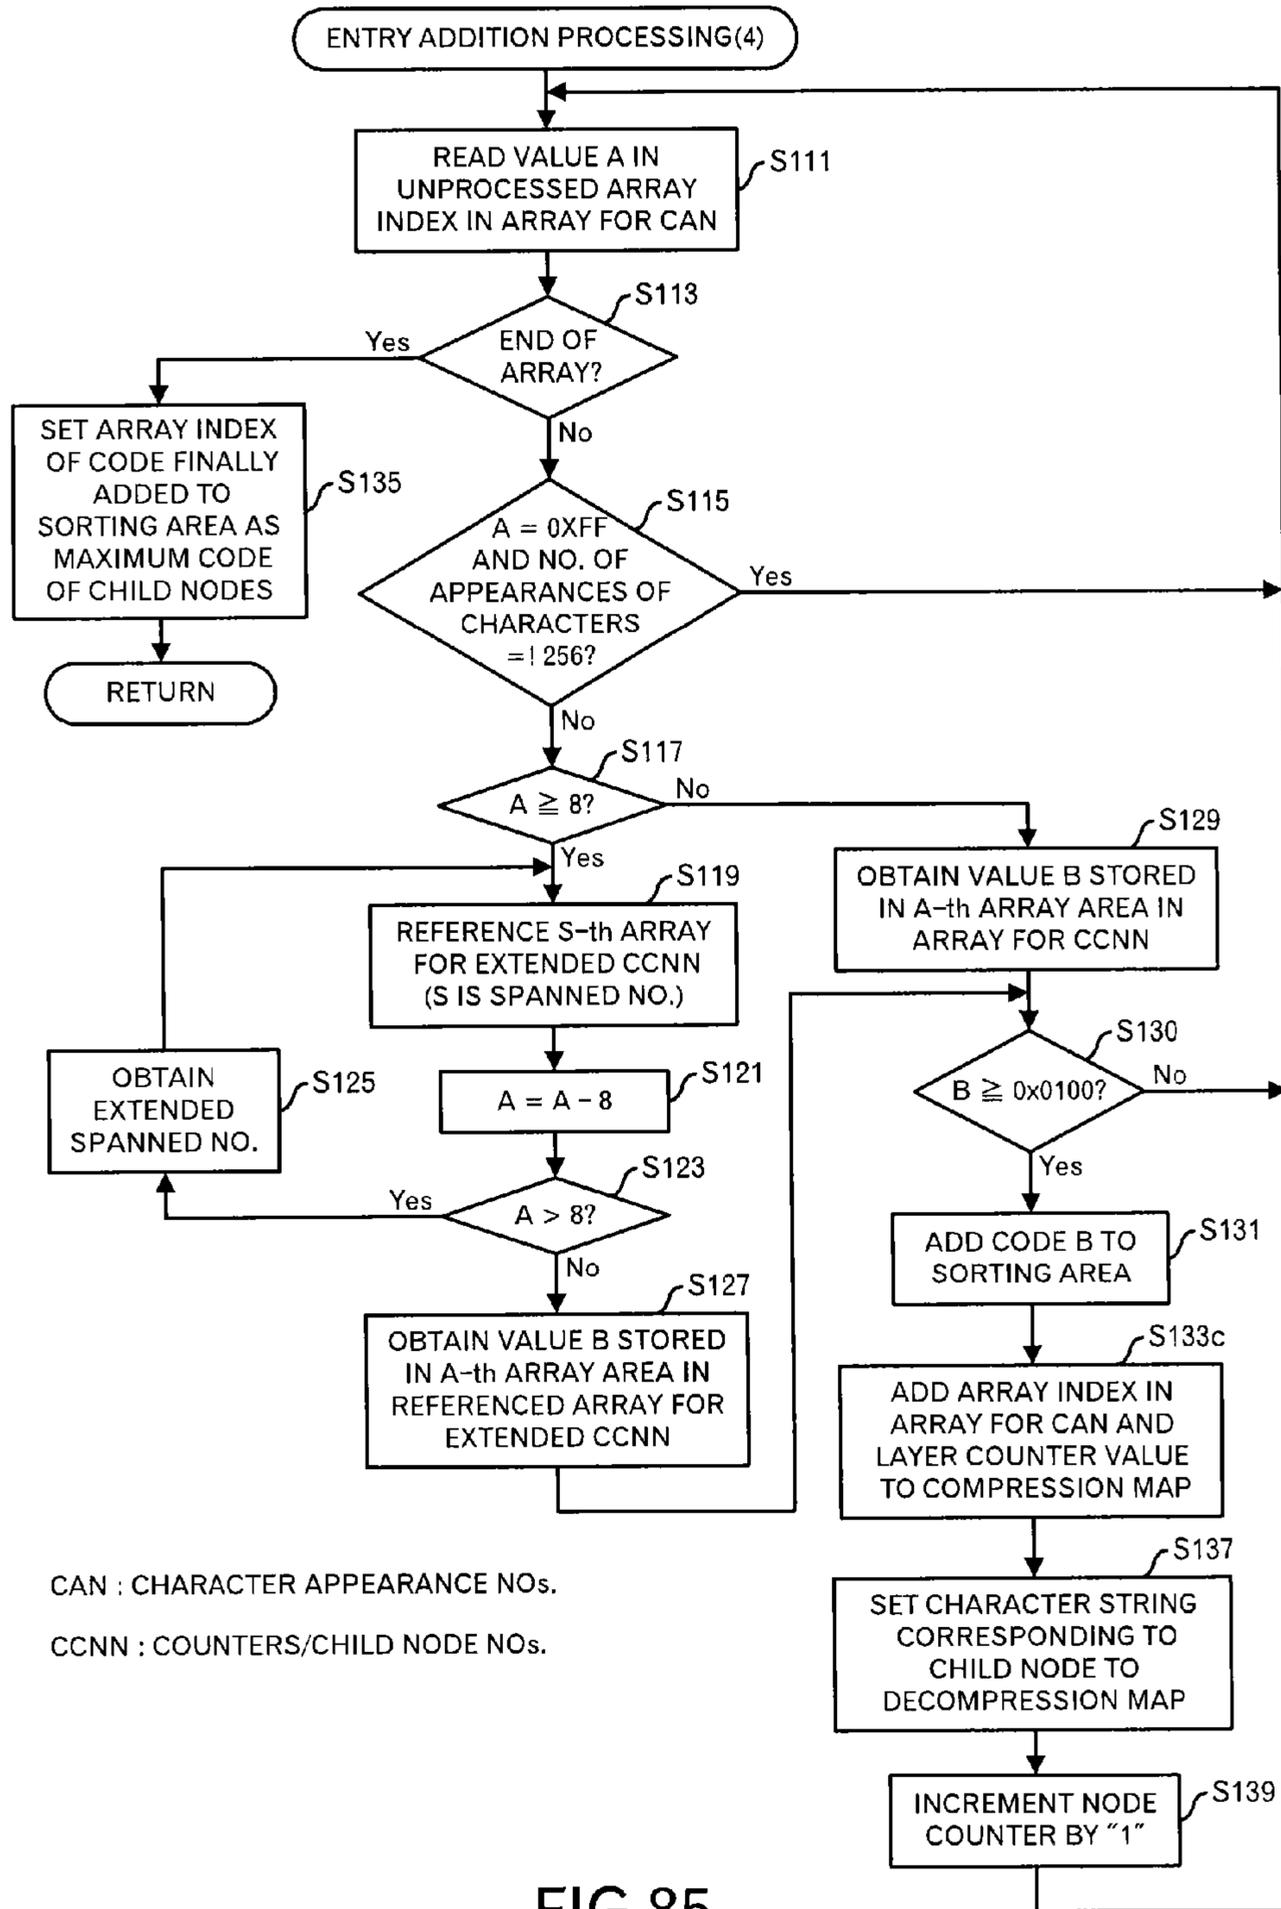 ENTRY ADDITION PROCESSING(4)
READ VALUE A IN
UNPROCESSED ARRAY
INDEX IN ARRAY FOR CAN
S111
S113
END OF
ARRAY?
Yes
No
SET ARRAY INDEX
OF CODE FINALLY
ADDED TO
SORTING AREA AS
MAXIMUM CODE
OF CHILD NODES
S135
RETURN
S115
A = 0XFF
AND NO. OF
APPEARANCES OF
CHARACTERS
=! 256?
Yes
No
S117
A ≧ 8?
No
Yes
S119
REFERENCE S-th ARRAY
FOR EXTENDED CCNN
(S IS SPANNED NO.)
S121
A = A - 8
S123
A > 8?
Yes
No
OBTAIN
EXTENDED
SPANNED NO.
S125
S127
OBTAIN VALUE B STORED
IN A-th ARRAY AREA IN
REFERENCED ARRAY FOR
EXTENDED CCNN
S129
OBTAIN VALUE B STORED
IN A-th ARRAY AREA IN
ARRAY FOR CCNN
S130
B ≧ 0x0100?
No
Yes
S131
ADD CODE B TO
SORTING AREA
S133c
ADD ARRAY INDEX IN
ARRAY FOR CAN AND
LAYER COUNTER VALUE
TO COMPRESSION MAP
S137
SET CHARACTER STRING
CORRESPONDING TO
CHILD NODE TO
DECOMPRESSION MAP
S139
INCREMENT NODE
COUNTER BY "1"
CAN : CHARACTER APPEARANCE NOs.
CCNN : COUNTERS/CHILD NODE NOs.
FIG.85